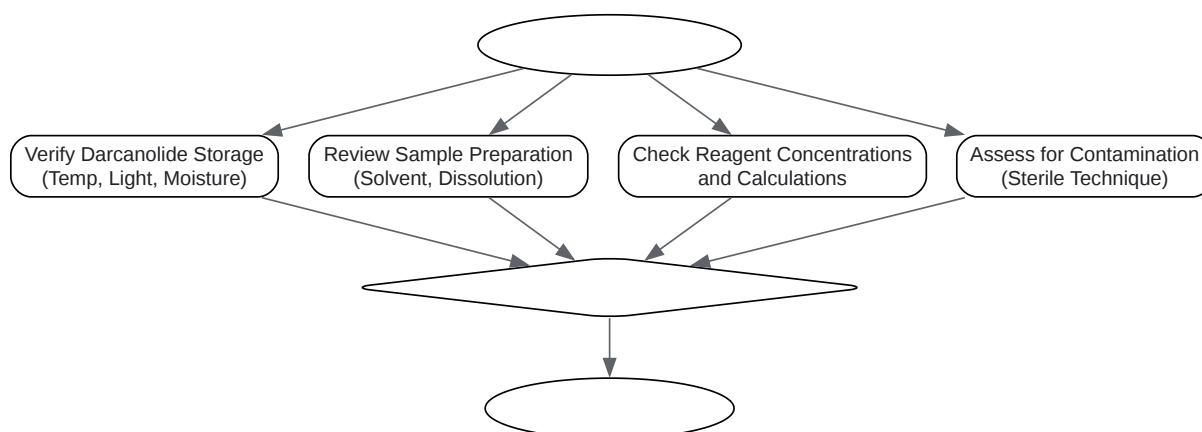 Verify Darcanolide Storage
(Temp, Light, Moisture)
Review Sample Preparation
(Solvent, Dissolution)
Check Reagent Concentrations
and Calculations
Assess for Contamination
(Sterile Technique)